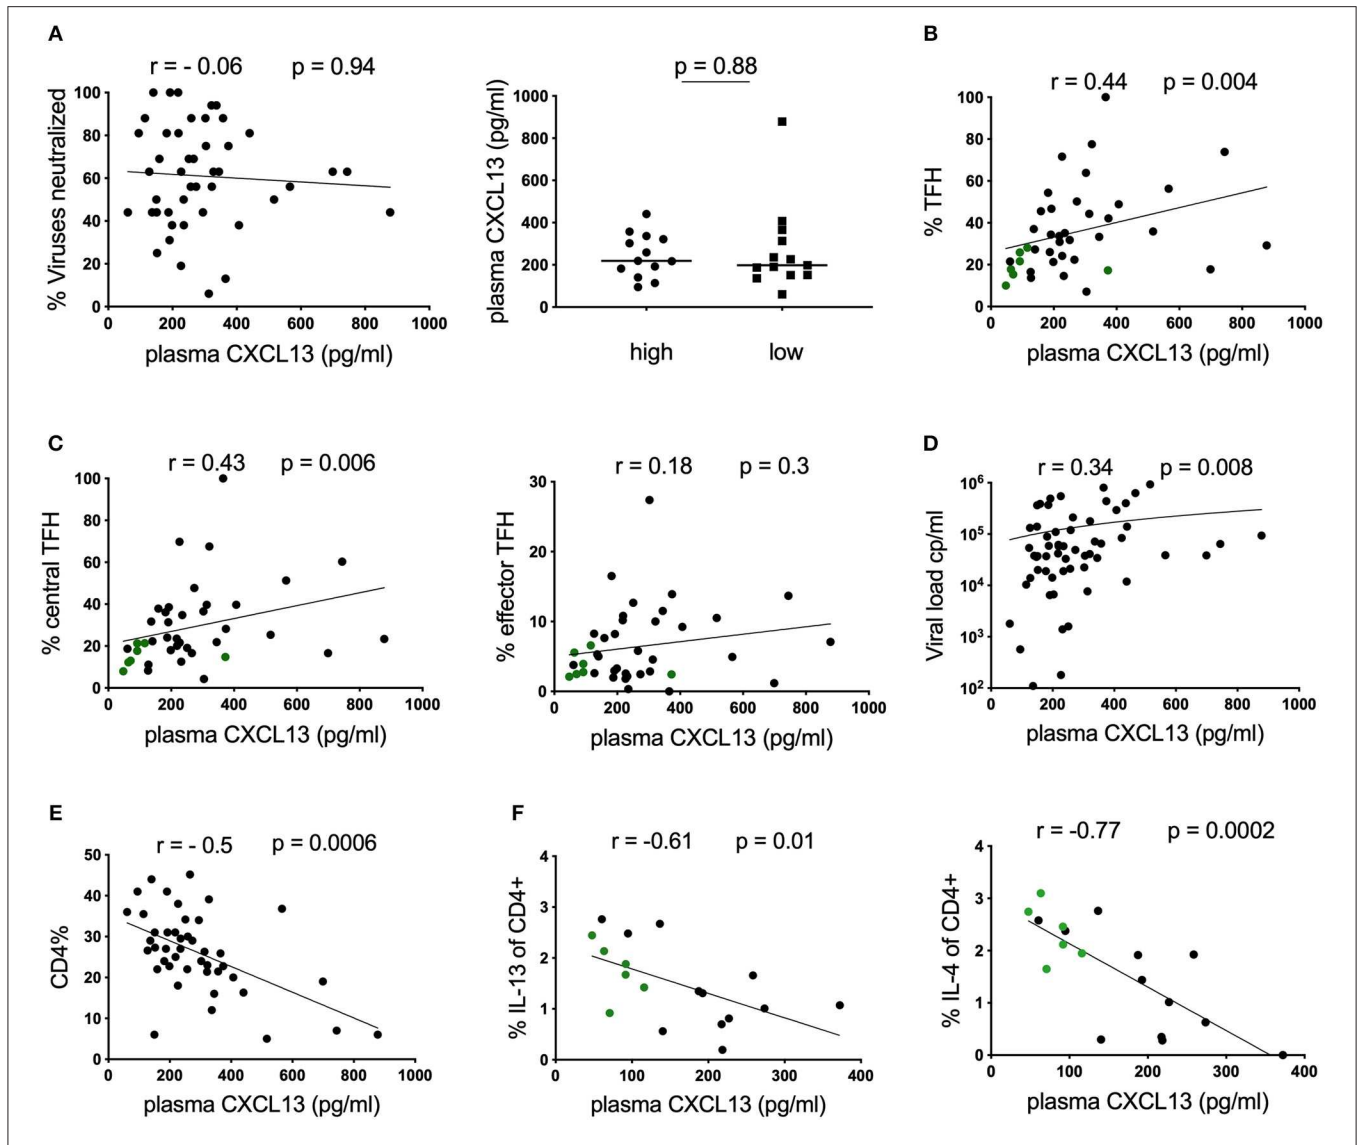 A
r = - 0.06 p = 0.94
% Viruses neutralized
100
80
60
40
20
0
0 200 400 600 800 1000
plasma CXCL13 (pg/ml)
p = 0.88
plasma CXCL13 (pg/ml)
1000
800
600
400
200
0
high low
B
r = 0.44 p = 0.004
% TFH
100
80
60
40
20
0
0 200 400 600 800 1000
plasma CXCL13 (pg/ml)
C
r = 0.43 p = 0.006
% central TFH
100
80
60
40
20
0
0 200 400 600 800 1000
plasma CXCL13 (pg/ml)
r = 0.18 p = 0.3
% effector TFH
30
20
10
0
0 200 400 600 800 1000
plasma CXCL13 (pg/ml)
D
r = 0.34 p = 0.008
Viral load cp/ml
10⁶
10⁵
10⁴
10³
10²
0 200 400 600 800 1000
plasma CXCL13 (pg/ml)
E
r = - 0.5 p = 0.0006
CD4%
50
40
30
20
10
0
0 200 400 600 800 1000
plasma CXCL13 (pg/ml)
F
r = -0.61 p = 0.01
% IL-13 of CD4+
4
3
2
1
0
0 100 200 300 400
plasma CXCL13 (pg/ml)
r = -0.77 p = 0.0002
% IL-4 of CD4+
4
3
2
1
0
0 100 200 300 400
plasma CXCL13 (pg/ml)